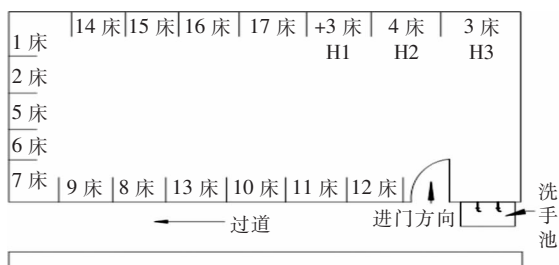 14 床 15 床 16 床 17 床 +3 床 4 床 3 床
H1 H2 H3
1 床
2 床
5 床
6 床
7 床
9 床 8 床 13 床 10 床 11 床 12 床
过道
进门方向
洗手池